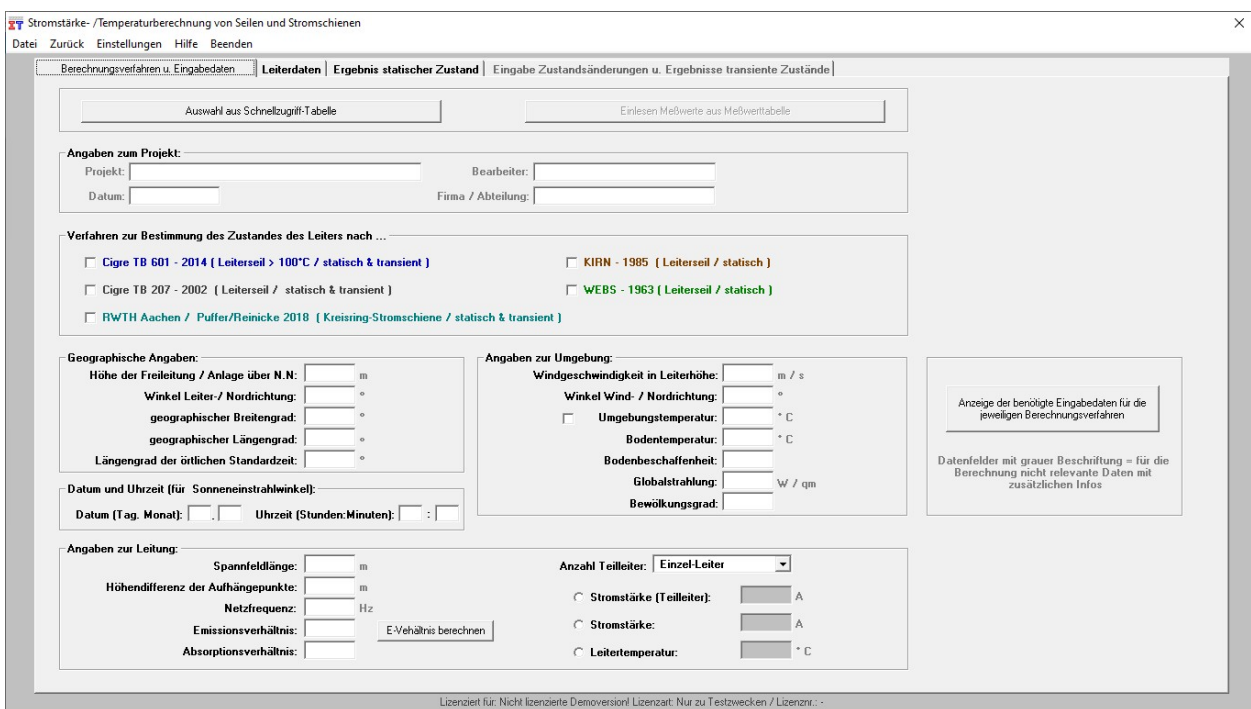 IT Stromstärke- /Temperaturberechnung von Seilen und Stromschienen
Datei Zurück Einstellungen Hilfe Beenden
Berechnungsverfahren u. Eingabedaten Leiterdaten Ergebnis statischer Zustand Eingabe Zustandsänderungen u. Ergebnisse transiente Zustände
Auswahl aus Schnellzugriff-Tabelle Einlesen Meßwerte aus Meßwerttabelle
Angaben zum Projekt:
Projekt: Bearbeiter:
Datum: Firma / Abteilung:
Verfahren zur Bestimmung des Zustandes des Leiters nach ...
Cigre TB 601 - 2014 ( Leiterseil > 100°C / statisch & transient ) KIRN - 1985 ( Leiterseil / statisch )
Cigre TB 207 - 2002 ( Leiterseil / statisch & transient ) WEBS - 1963 ( Leiterseil / statisch )
RWTH Aachen / Puffer/Reinicke 2018 ( Kreisring-Stromschiene / statisch & transient )
Geographische Angaben:
Höhe der Freileitung / Anlage über N.N: m
Winkel Leiter-/ Nordrichtung: °
geographischer Breitengrad: °
geographischer Längengrad: °
Längengrad der örtlichen Standardzeit: °
Datum und Uhrzeit (für Sonneneinstrahlwinkel):
Datum (Tag. Monat): . Uhrzeit (Stunden:Minuten): :
Angaben zur Umgebung:
Windgeschwindigkeit in Leiterhöhe: m / s
Winkel Wind- / Nordrichtung: °
Umgebungstemperatur: ° C
Bodentemperatur: ° C
Bodenbeschaffenheit:
Globalstrahlung: W / qm
Bewölkungsgrad:
Anzeige der benötigte Eingabedaten für die
jeweiligen Berechnungsverfahren
Datenfelder mit grauer Beschriftung = für die
Berechnung nicht relevante Daten mit
zusätzlichen Infos
Angaben zur Leitung:
Spannfeldlänge: m
Höhendifferenz der Aufhängepunkte: m
Netzfrequenz: Hz
Emissionsverhältnis: E-Vehältnis berechnen
Absorptionsverhältnis:
Anzahl Teilleiter: Einzel-Leiter
Stromstärke (Teilleiter): A
Stromstärke: A
Leitertemperatur: ° C
Lizenziert für: Nicht lizenzierte Demoversion! Lizenzart: Nur zu Testzwecken / Lizenznr.: -